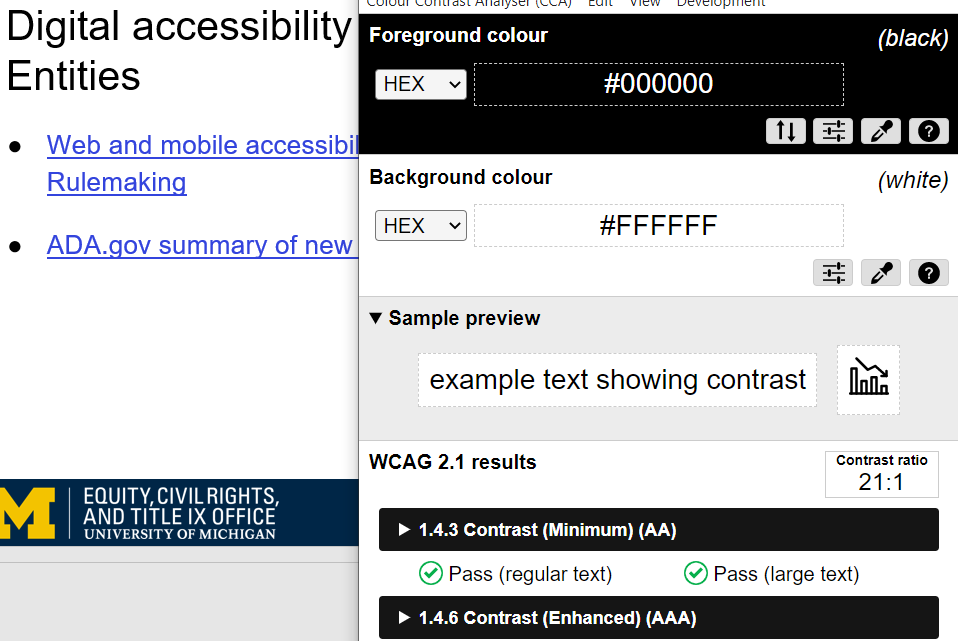 Digital accessibility
Entities
● Web and mobile accessibil
Rulemaking
● ADA.gov summary of new
M | EQUITY, CIVIL RIGHTS,
AND TITLE IX OFFICE
UNIVERSITY OF MICHIGAN
Colour Contrast Analyser (CCA) Edit View Development
Foreground colour (black)
HEX #000000
?
Background colour (white)
HEX #FFFFFF
?
▼ Sample preview
example text showing contrast
WCAG 2.1 results
Contrast ratio
21:1
▶ 1.4.3 Contrast (Minimum) (AA)
Pass (regular text) Pass (large text)
▶ 1.4.6 Contrast (Enhanced) (AAA)